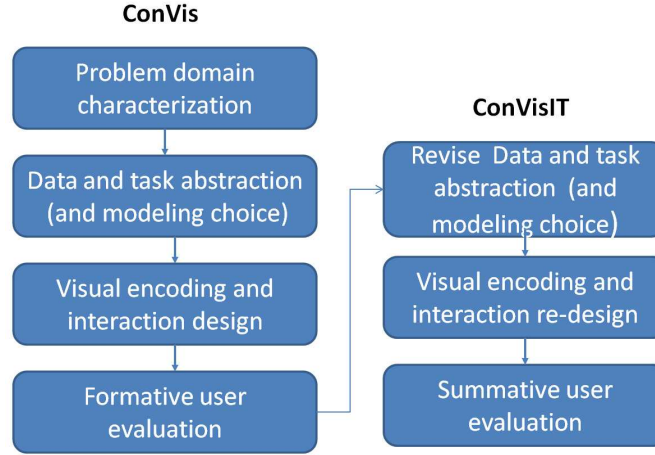 ConVis
Problem domain
characterization
Data and task abstraction
(and modeling choice)
Visual encoding and
interaction design
Formative user
evaluation
ConVisIT
Revise Data and task
abstraction (and
modeling choice)
Visual encoding and
interaction re-design
Summative user
evaluation